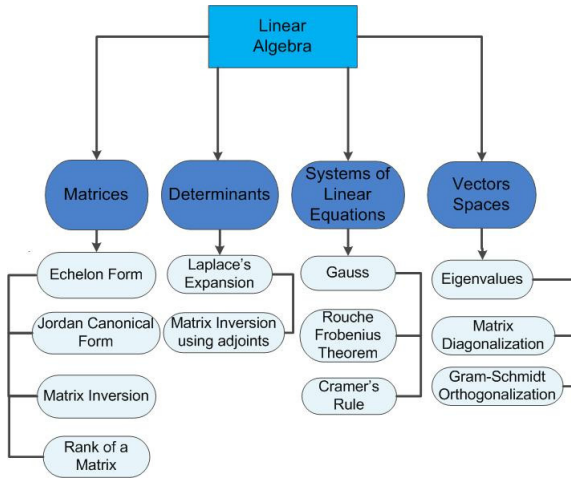 Linear
Algebra
Matrices
Determinants
Systems of
Linear
Equations
Vectors
Spaces
Echelon Form
Jordan Canonical
Form
Matrix Inversion
Rank of a
Matrix
Laplace's
Expansion
Matrix Inversion
using adjoints
Gauss
Rouche
Frobenius
Theorem
Cramer's
Rule
Eigenvalues
Matrix
Diagonalization
Gram-Schmidt
Orthogonalization